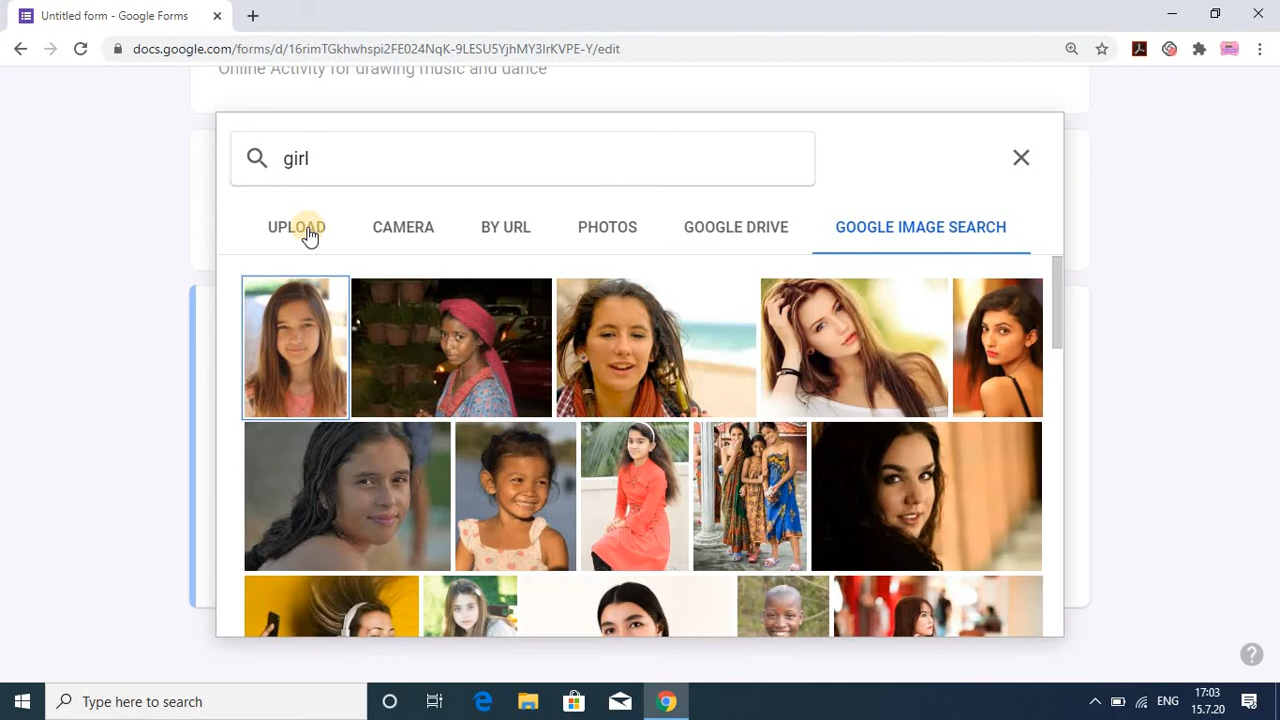 Untitled form - Google Forms
docs.google.com/forms/d/16rimTGkhwhspi2FE024NqK-9LESU5YjhMY3IrKVPE-Y/edit
Online Activity for drawing music and dance
girl
UPLOAD CAMERA BY URL PHOTOS GOOGLE DRIVE GOOGLE IMAGE SEARCH
Type here to search
ENG
17:03
15.7.20